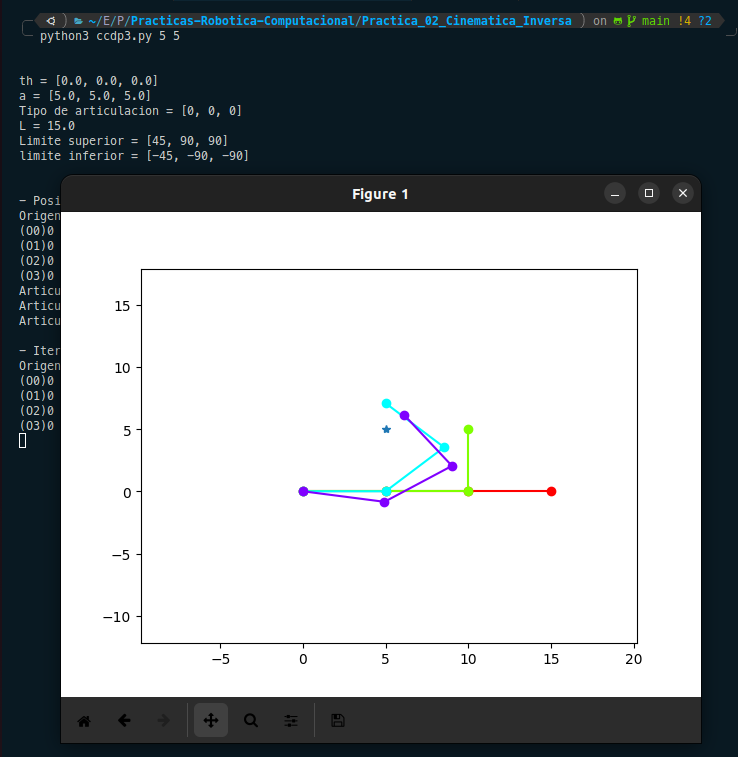 ~/E/P/Practicas-Robotica-Computacional/Practica_02_Cinematica_Inversa ) on main !4 ?2
python3 ccdp3.py 5 5
th = [0.0, 0.0, 0.0]
a = [5.0, 5.0, 5.0]
Tipo de articulacion = [0, 0, 0]
L = 15.0
Limite superior = [45, 90, 90]
limite inferior = [-45, -90, -90]
- Posi
Origen
(O0)0
(O1)0
(O2)0
(O3)0
Articu
Articu
Articu
- Iter
Origen
(O0)0
(O1)0
(O2)0
(O3)0
Figure 1
15
10
5
0
−5
−10
−5 0 5 10 15 20